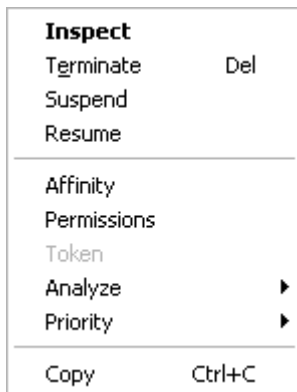 Inspect
Terminate Del
Suspend
Resume
Affinity
Permissions
Token
Analyze
Priority
Copy Ctrl+C